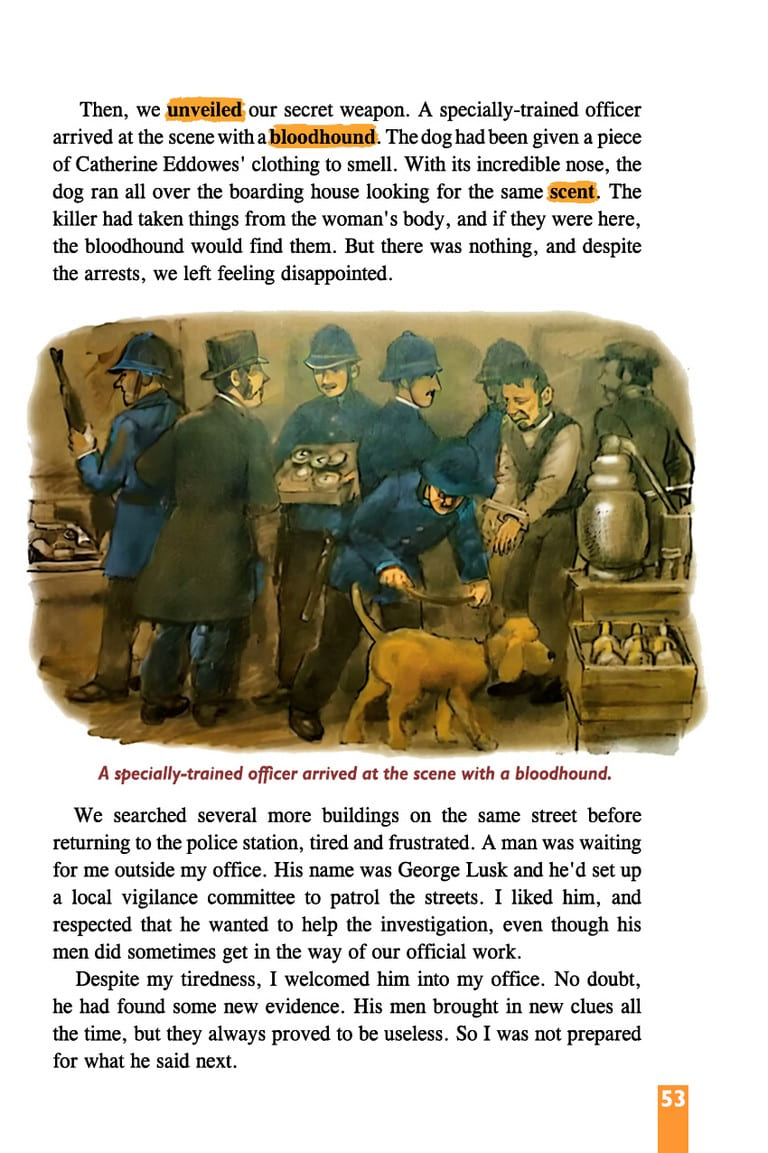 Then, we unveiled our secret weapon. A specially-trained officer
arrived at the scene with a bloodhound. The dog had been given a piece
of Catherine Eddowes' clothing to smell. With its incredible nose, the
dog ran all over the boarding house looking for the same scent. The
killer had taken things from the woman's body, and if they were here,
the bloodhound would find them. But there was nothing, and despite
the arrests, we left feeling disappointed.
A specially-trained officer arrived at the scene with a bloodhound.
We searched several more buildings on the same street before
returning to the police station, tired and frustrated. A man was waiting
for me outside my office. His name was George Lusk and he'd set up
a local vigilance committee to patrol the streets. I liked him, and
respected that he wanted to help the investigation, even though his
men did sometimes get in the way of our official work.
Despite my tiredness, I welcomed him into my office. No doubt,
he had found some new evidence. His men brought in new clues all
the time, but they always proved to be useless. So I was not prepared
for what he said next.
53